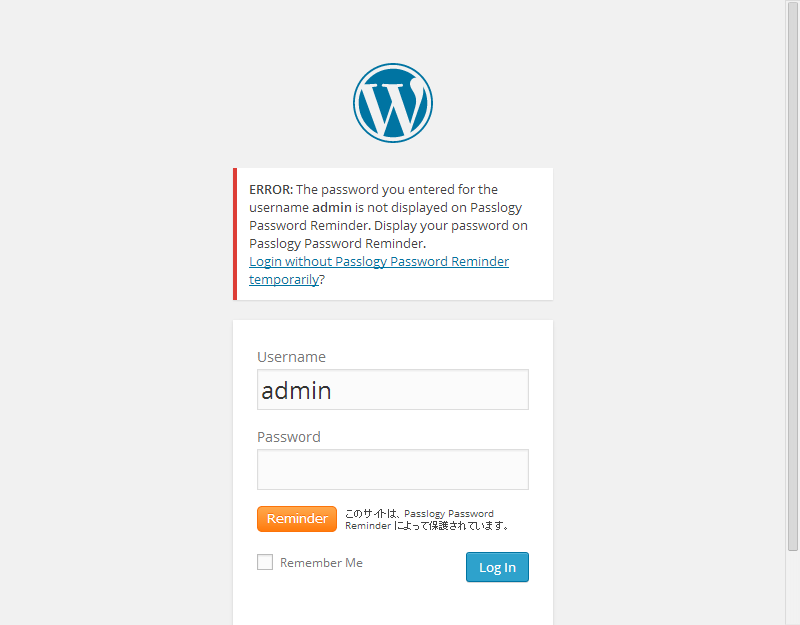 ERROR: The password you entered for the
username admin is not displayed on Passlogy
Password Reminder. Display your password on
Passlogy Password Reminder.
Login without Passlogy Password Reminder
temporarily?
Username
admin
Password
Reminder
このサイトは、Passlogy Password
Reminder によって保護されています。
Remember Me
Log In